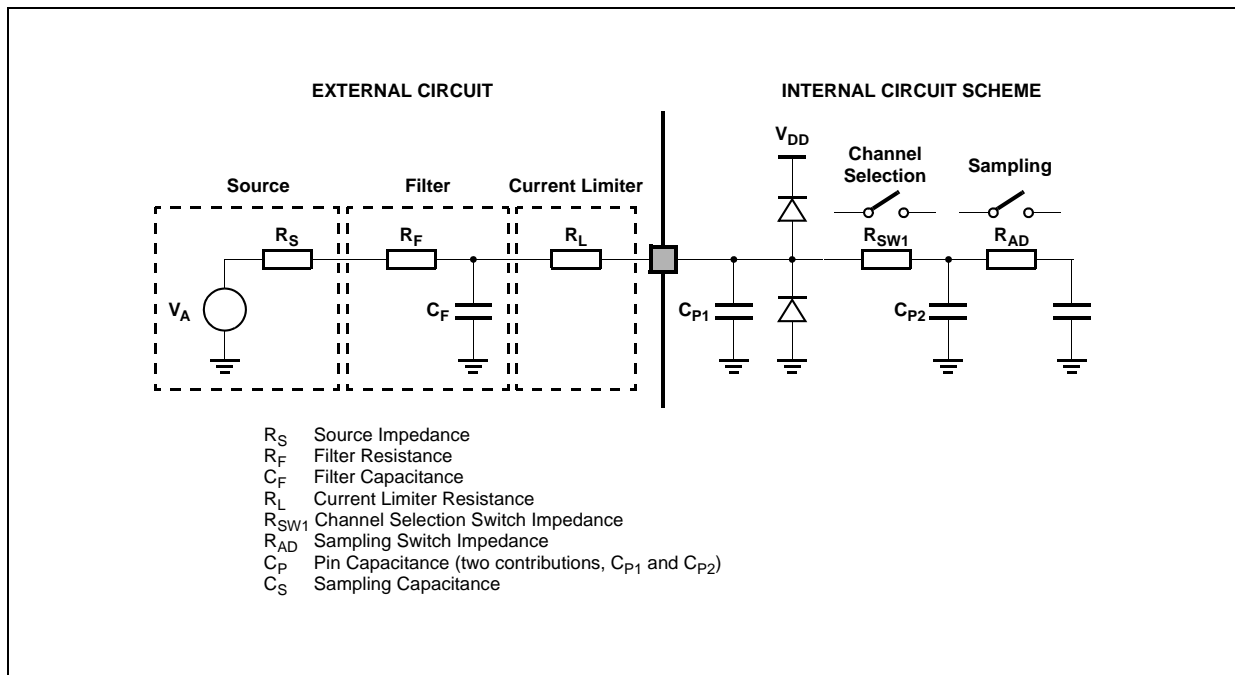 EXTERNAL CIRCUIT
INTERNAL CIRCUIT SCHEME
VDD
Channel
Selection
Sampling
Source
Filter
Current Limiter
RS
RF
RL
RSW1
RAD
VA
CF
CP1
CP2
RS Source Impedance
RF Filter Resistance
CF Filter Capacitance
RL Current Limiter Resistance
RSW1 Channel Selection Switch Impedance
RAD Sampling Switch Impedance
CP Pin Capacitance (two contributions, CP1 and CP2)
CS Sampling Capacitance